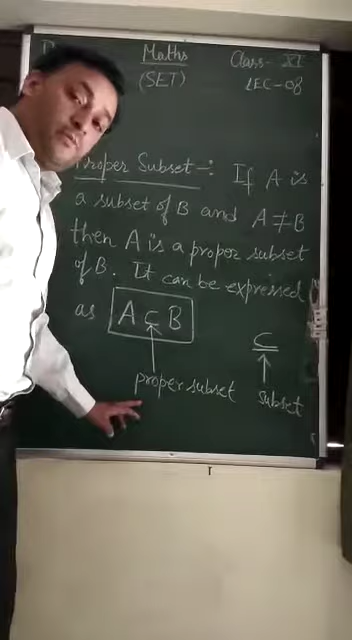 Maths Class- XI
(SET) LEC-08
Proper Subset-: If A is
a subset of B and A≠B
then A is a proper subset
of B. It can be expressed
as A ⊂ B
⊆
proper subset subset